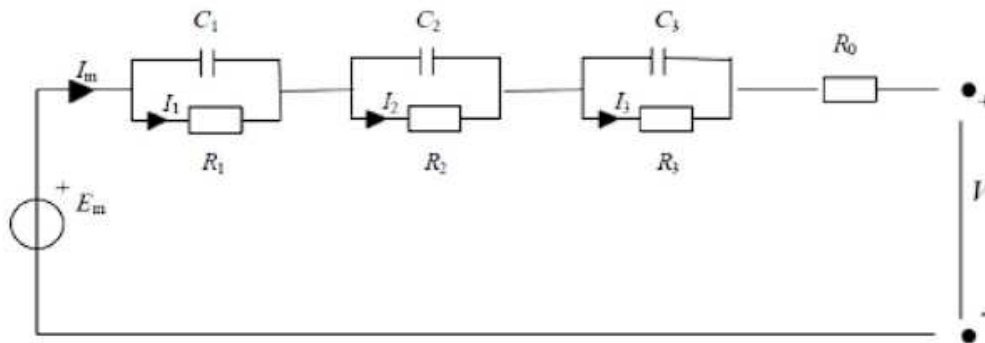 C₁ C₂ C₃
R₀
Iₘ
I₁ I₂ I₃
+
R₁ R₂ R₃
+
Eₘ
V
-